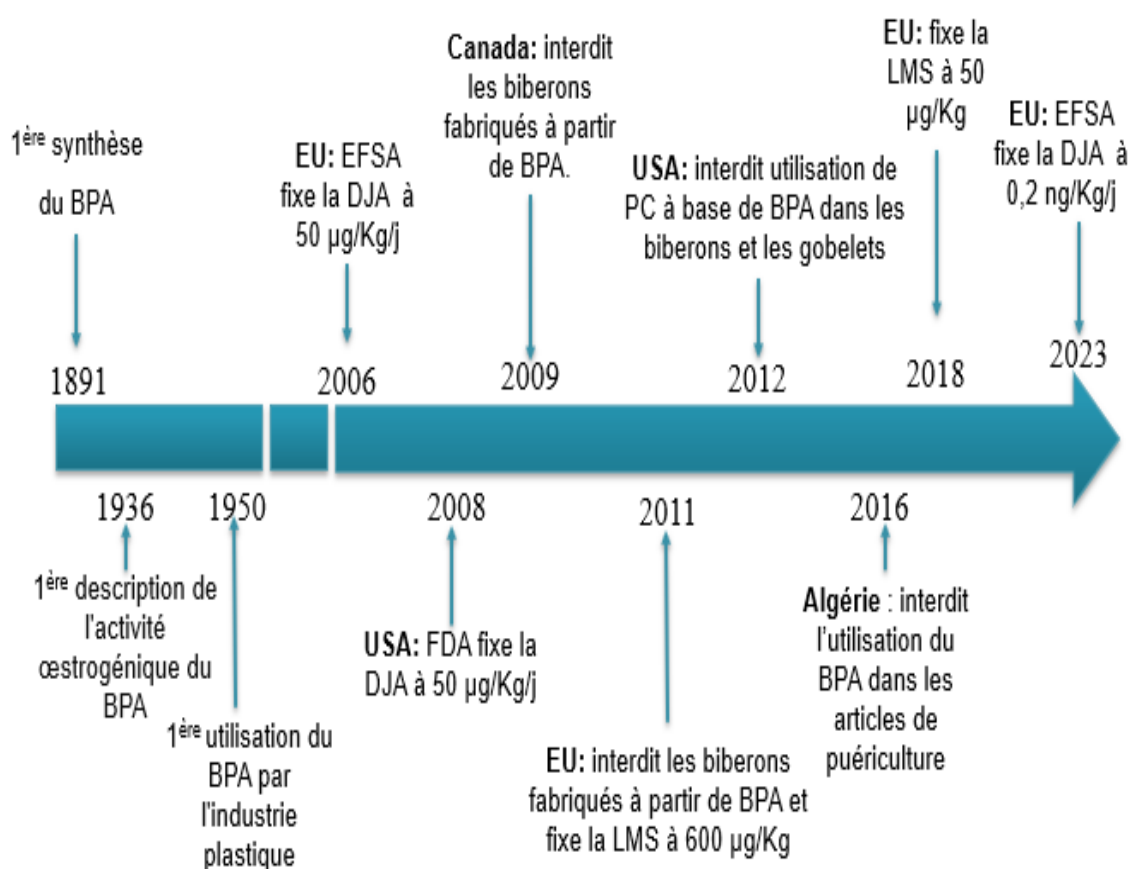 1ère synthèse
du BPA
EU: EFSA
fixe la DJA à
50 µg/Kg/j
Canada: interdit
les biberons
fabriqués à partir
de BPA.
USA: interdit utilisation de
PC à base de BPA dans les
biberons et les gobelets
EU: fixe la
LMS à 50
µg/Kg
EU: EFSA
fixe la DJA à
0,2 ng/Kg/j
1891
2006
2009
2012
2018
2023
1936
1950
2008
2011
2016
1ère description de
l'activité
œstrogénique du
BPA
1ère utilisation du
BPA par
l'industrie
plastique
USA: FDA fixe la
DJA à 50 µg/Kg/j
EU: interdit les biberons
fabriqués à partir de BPA et
fixe la LMS à 600 µg/Kg
Algérie : interdit
l'utilisation du
BPA dans les
articles de
puériculture